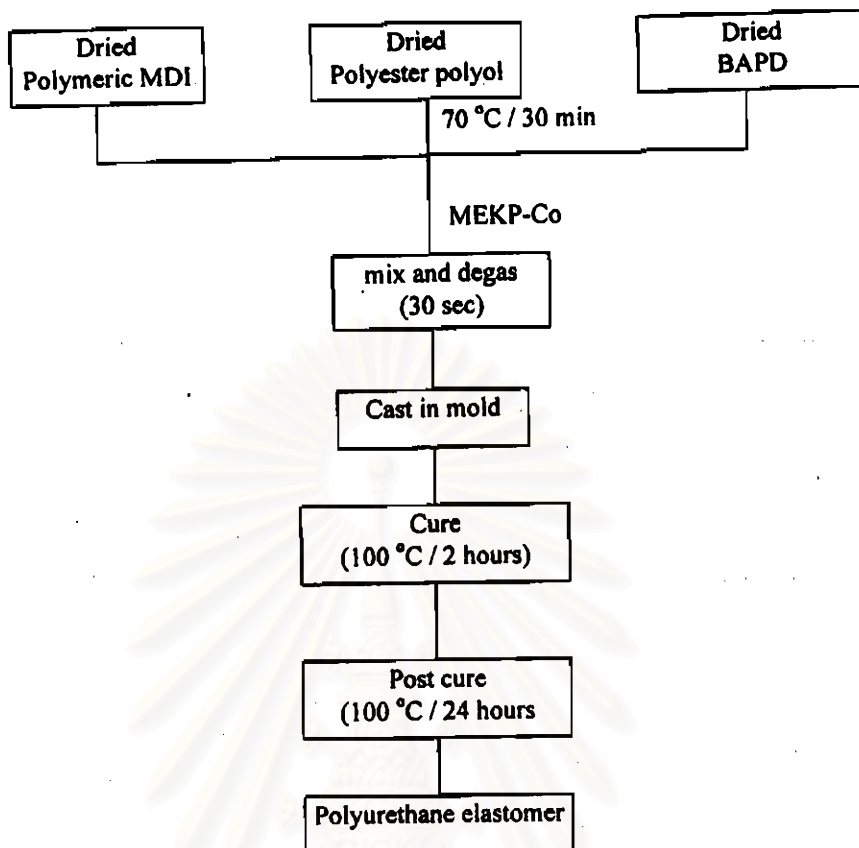 Dried
Polymeric MDI
Dried
Polyester polyol
Dried
BAPD
70 °C / 30 min
MEKP-Co
mix and degas
(30 sec)
Cast in mold
Cure
(100 °C / 2 hours)
Post cure
(100 °C / 24 hours
Polyurethane elastomer